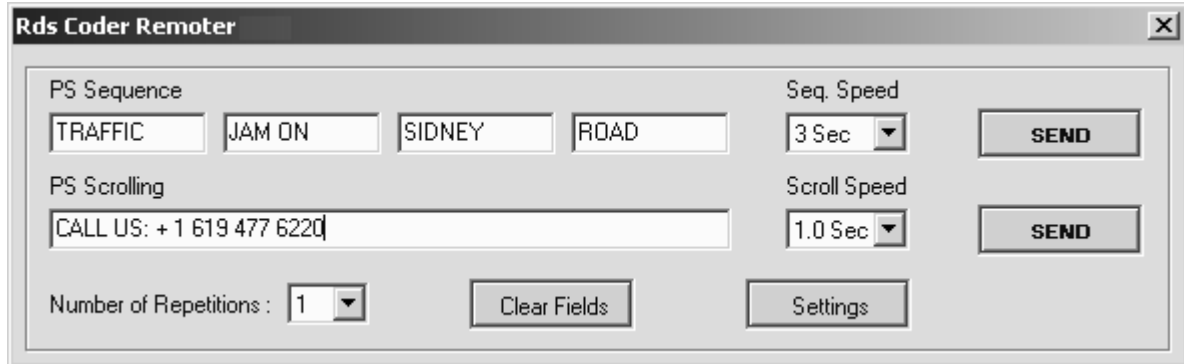 Rds Coder Remoter
PS Sequence Seq. Speed
TRAFFIC JAM ON SIDNEY ROAD 3 Sec SEND
PS Scrolling Scroll Speed
CALL US: + 1 619 477 6220 1.0 Sec SEND
Number of Repetitions : 1 Clear Fields Settings